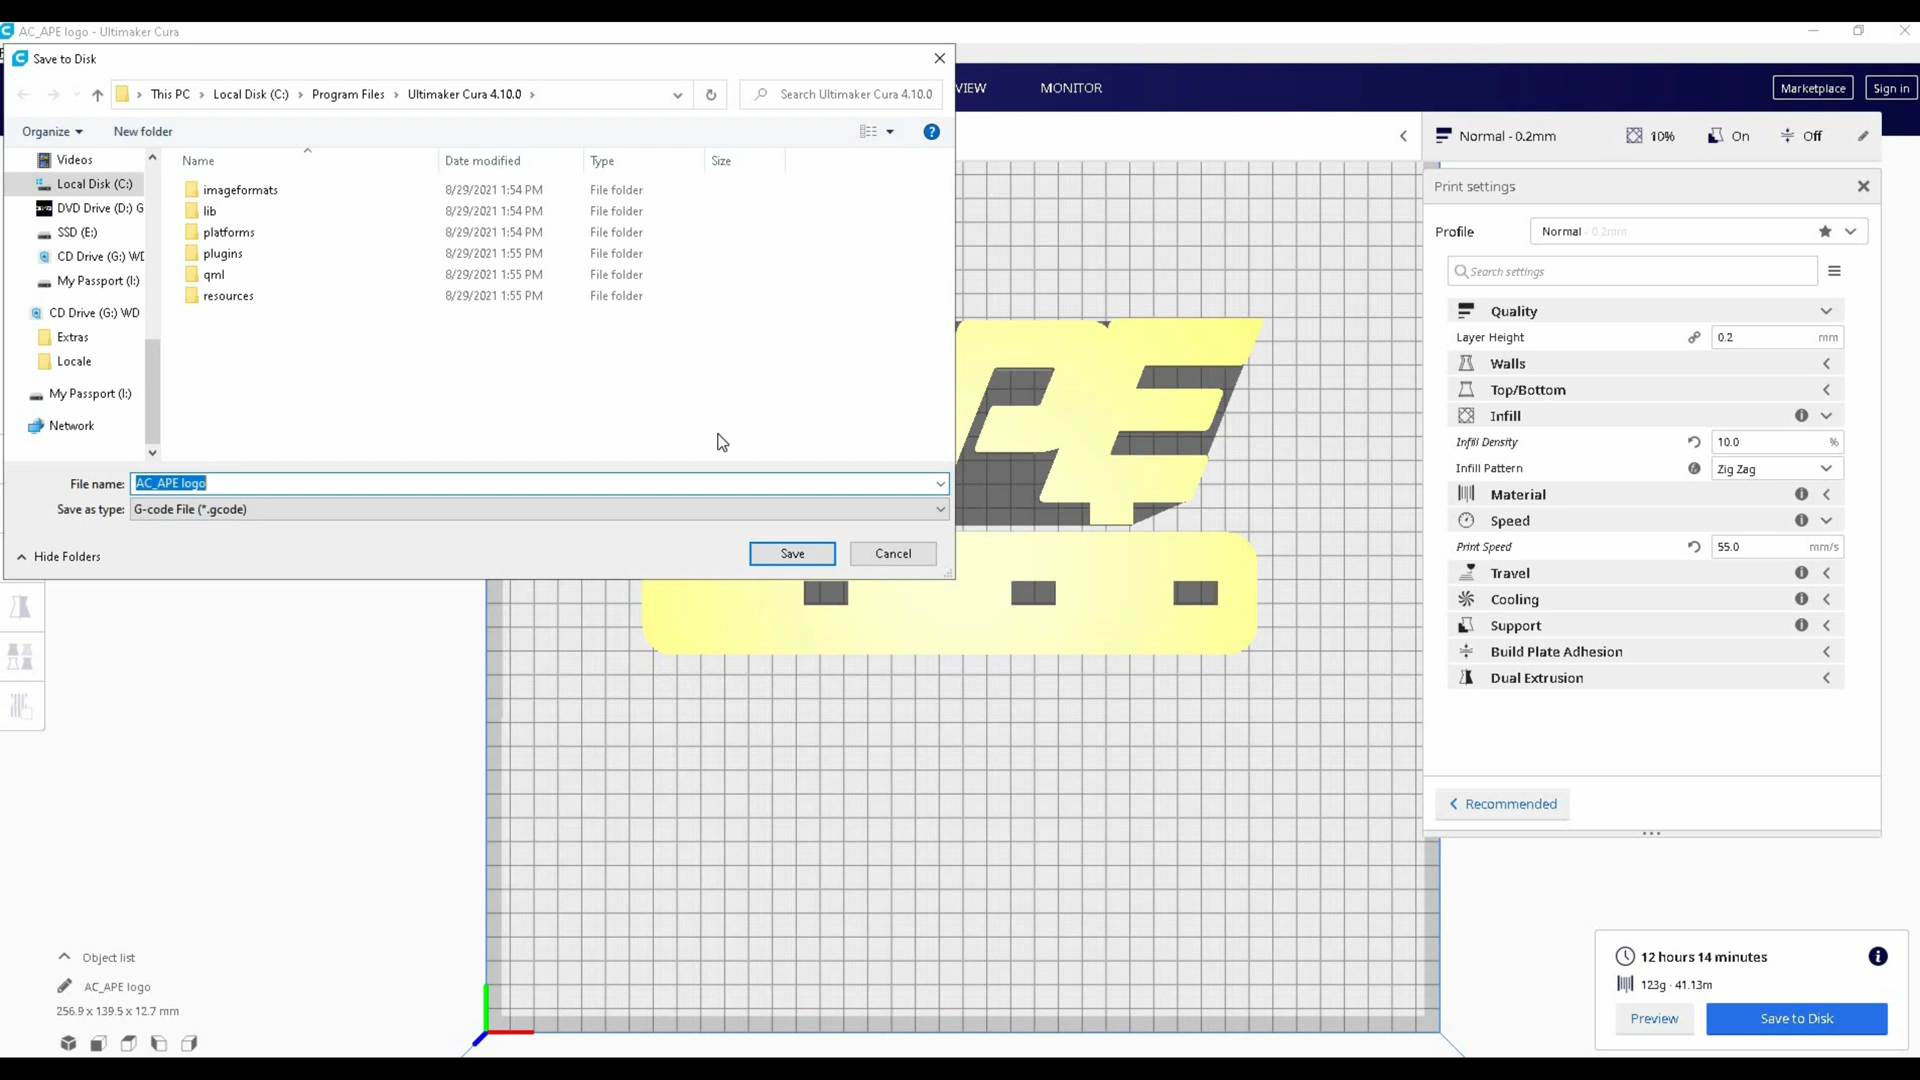 AC_APE logo - Ultimaker Cura
Save to Disk
This PC > Local Disk (C:) > Program Files > Ultimaker Cura 4.10.0 >
Search Ultimaker Cura 4.10.0
VIEW
MONITOR
Marketplace
Sign in
Organize
New folder
Normal - 0.2mm
10%
On
Off
Name
Date modified
Type
Size
Videos
Local Disk (C:)
DVD Drive (D:) G
SSD (E:)
CD Drive (G:) WD
My Passport (I:)
CD Drive (G:) WD
Extras
Locale
My Passport (I:)
Network
imageformats 8/29/2021 1:54 PM File folder
lib 8/29/2021 1:54 PM File folder
platforms 8/29/2021 1:54 PM File folder
plugins 8/29/2021 1:55 PM File folder
qml 8/29/2021 1:55 PM File folder
resources 8/29/2021 1:55 PM File folder
File name: AC_APE logo
Save as type: G-code File (*.gcode)
Hide Folders
Save
Cancel
Print settings
Profile
Normal - 0.2mm
Search settings
Quality
Layer Height 0.2 mm
Walls
Top/Bottom
Infill
Infill Density 10.0 %
Infill Pattern Zig Zag
Material
Speed
Print Speed 55.0 mm/s
Travel
Cooling
Support
Build Plate Adhesion
Dual Extrusion
Recommended
Object list
AC_APE logo
256.9 x 139.5 x 12.7 mm
12 hours 14 minutes
123g · 41.13m
Preview
Save to Disk